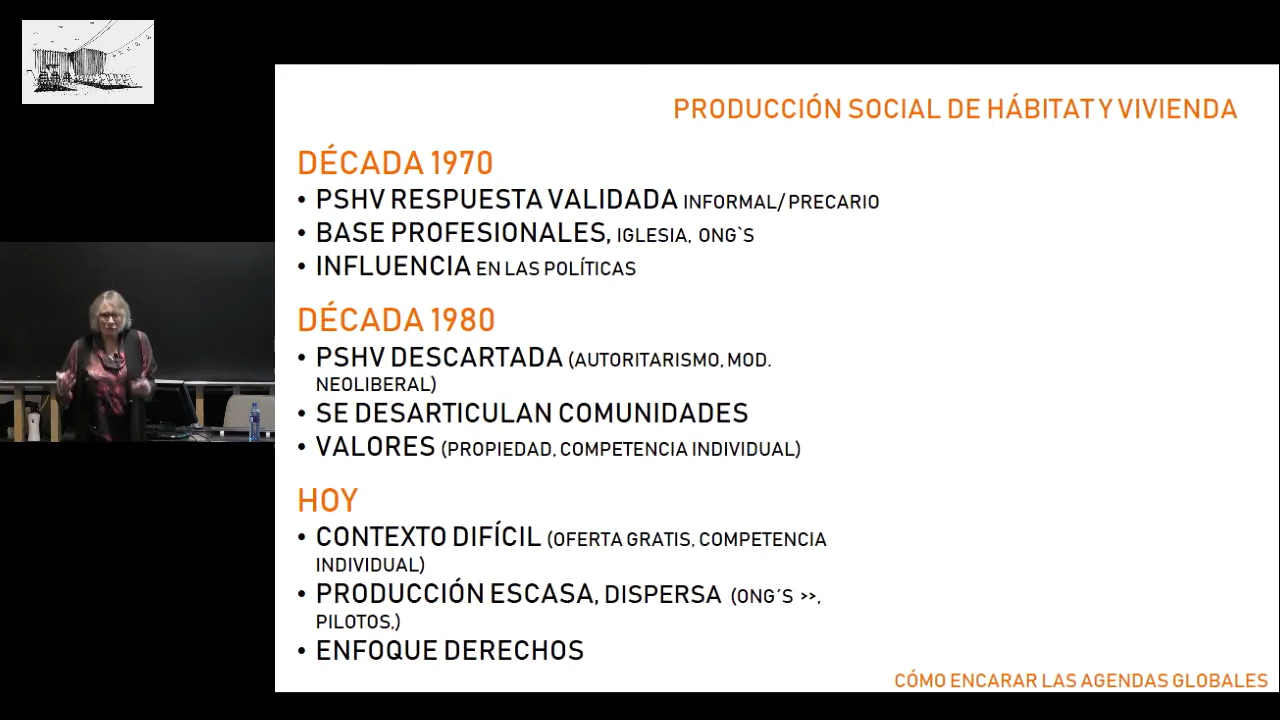 PRODUCCIÓN SOCIAL DE HÁBITAT Y VIVIENDA
DÉCADA 1970
• PSHV RESPUESTA VALIDADA INFORMAL/ PRECARIO
• BASE PROFESIONALES, IGLESIA, ONG`S
• INFLUENCIA EN LAS POLÍTICAS
DÉCADA 1980
• PSHV DESCARTADA (AUTORITARISMO, MOD.
NEOLIBERAL)
• SE DESARTICULAN COMUNIDADES
• VALORES (PROPIEDAD, COMPETENCIA INDIVIDUAL)
HOY
• CONTEXTO DIFÍCIL (OFERTA GRATIS, COMPETENCIA
INDIVIDUAL)
• PRODUCCIÓN ESCASA, DISPERSA (ONG´S >>,
PILOTOS,)
• ENFOQUE DERECHOS
CÓMO ENCARAR LAS AGENDAS GLOBALES